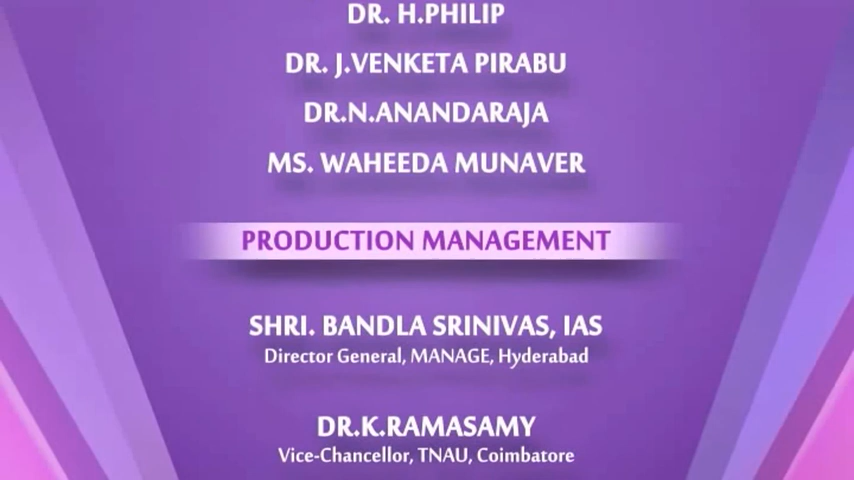 DR. H.PHILIP
DR. J.VENKETA PIRABU
DR.N.ANANDARAJA
MS. WAHEEDA MUNAVER
PRODUCTION MANAGEMENT
SHRI. BANDLA SRINIVAS, IAS
Director General, MANAGE, Hyderabad
DR.K.RAMASAMY
Vice-Chancellor, TNAU, Coimbatore